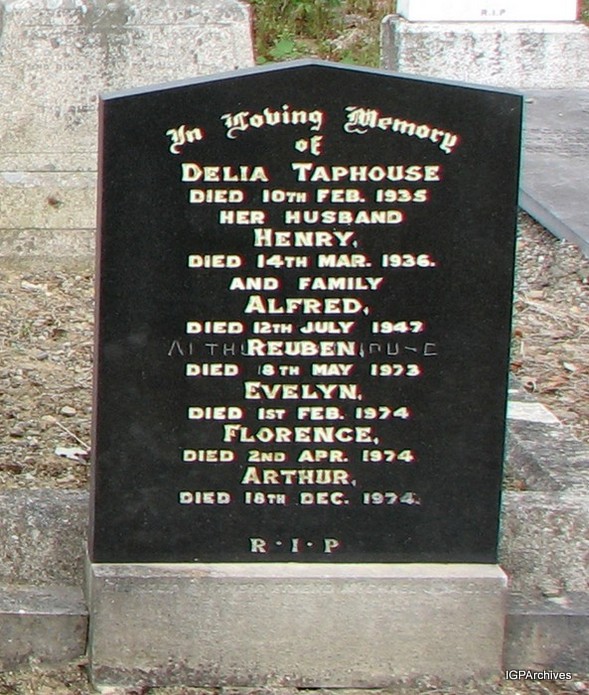 R.I.P
In Loving Memory
of
DELIA TAPHOUSE
DIED 10TH FEB. 1935
HER HUSBAND
HENRY,
DIED 14TH MAR. 1936.
AND FAMILY
ALFRED,
DIED 12TH JULY 1947
REUBEN
DIED 8TH MAY 1973
EVELYN,
DIED 1ST FEB. 1974
FLORENCE,
DIED 2ND APR. 1974
ARTHUR,
DIED 18TH DEC. 1974.
R·I·P
IGPArchives